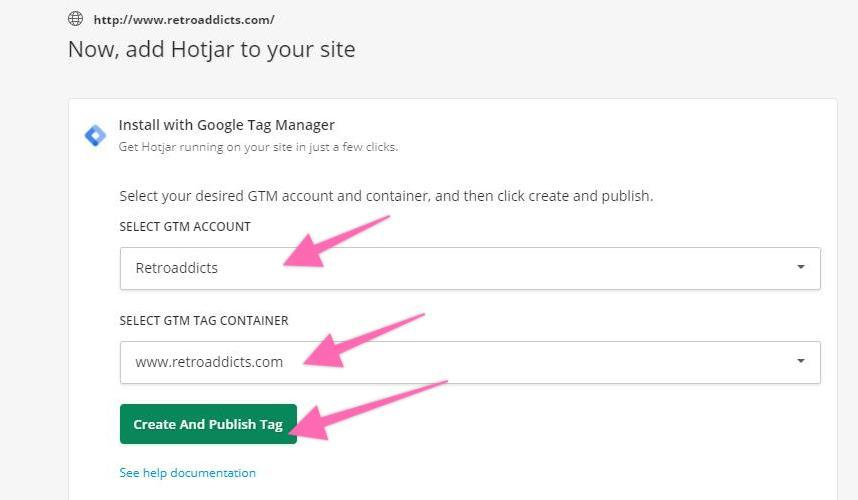 http://www.retroaddicts.com/
Now, add Hotjar to your site
Install with Google Tag Manager
Get Hotjar running on your site in just a few clicks.
Select your desired GTM account and container, and then click create and publish.
SELECT GTM ACCOUNT
Retroaddicts
SELECT GTM TAG CONTAINER
www.retroaddicts.com
Create And Publish Tag
See help documentation